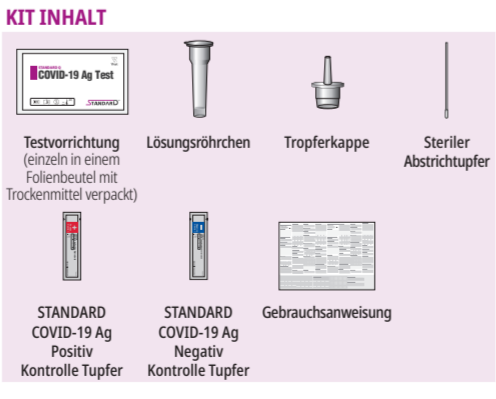 KIT INHALT
STANDARD Q
COVID-19 Ag Test
STANDARD
Testvorrichtung
(einzeln in einem
Folienbeutel mit
Trockenmittel verpackt)
Lösungsröhrchen
Tropferkappe
Steriler
Abstrichtupfer
STANDARD
COVID-19 Ag
Positiv
Kontrolle Tupfer
STANDARD
COVID-19 Ag
Negativ
Kontrolle Tupfer
Gebrauchsanweisung